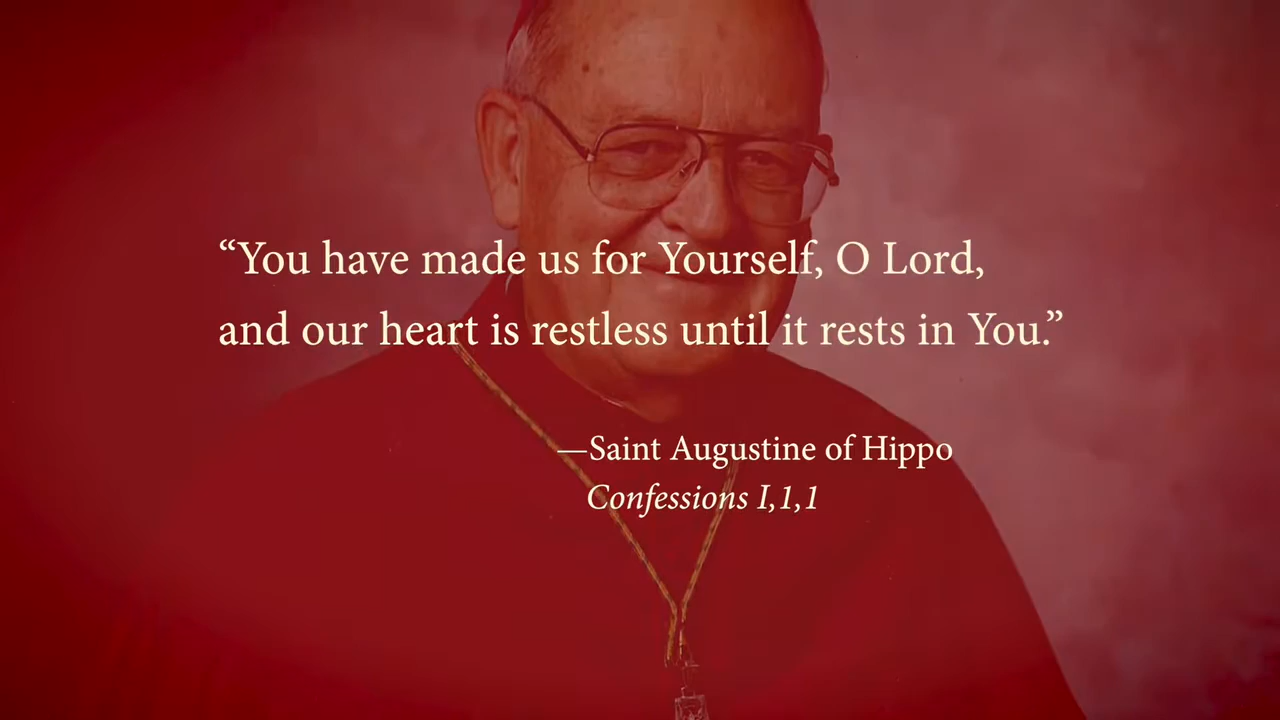 “You have made us for Yourself, O Lord,
and our heart is restless until it rests in You.”
—Saint Augustine of Hippo
Confessions I,1,1